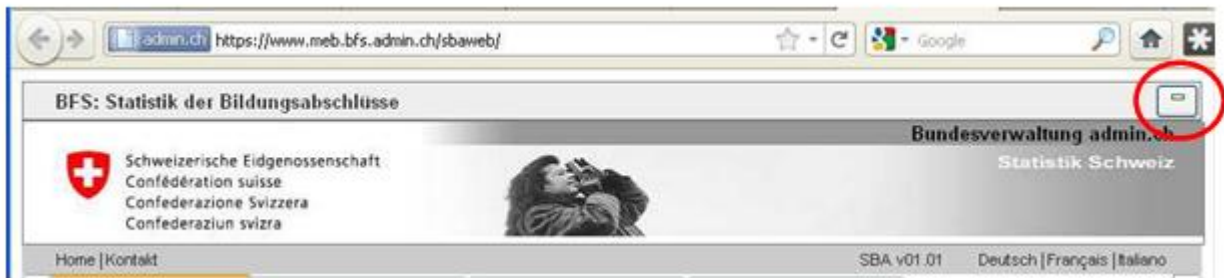 admin.ch https://www.meb.bfs.admin.ch/sbaweb/ Google
BFS: Statistik der Bildungsabschlüsse
Bundesverwaltung admin.ch
Statistik Schweiz
Schweizerische Eidgenossenschaft
Confédération suisse
Confederazione Svizzera
Confederaziun svizra
Home | Kontakt SBA v01.01 Deutsch | Français | Italiano